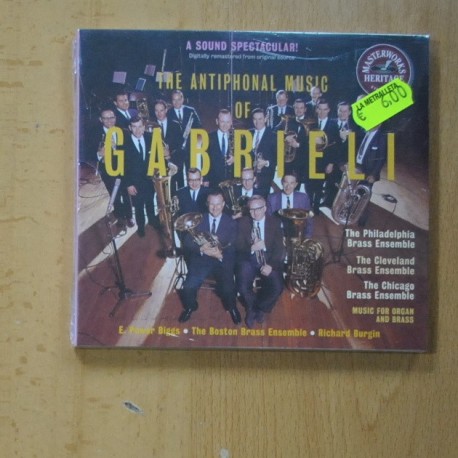 A SOUND SPECTACULAR!
Digitally remastered from original source
MASTERWORKS
HERITAGE
LA METRALLETA
€ 6,00
THE ANTIPHONAL MUSIC
OF
GABRIELI
The Philadelphia
Brass Ensemble
The Cleveland
Brass Ensemble
The Chicago
Brass Ensemble
MUSIC FOR ORGAN
AND BRASS
E. Power Biggs • The Boston Brass Ensemble • Richard Burgin